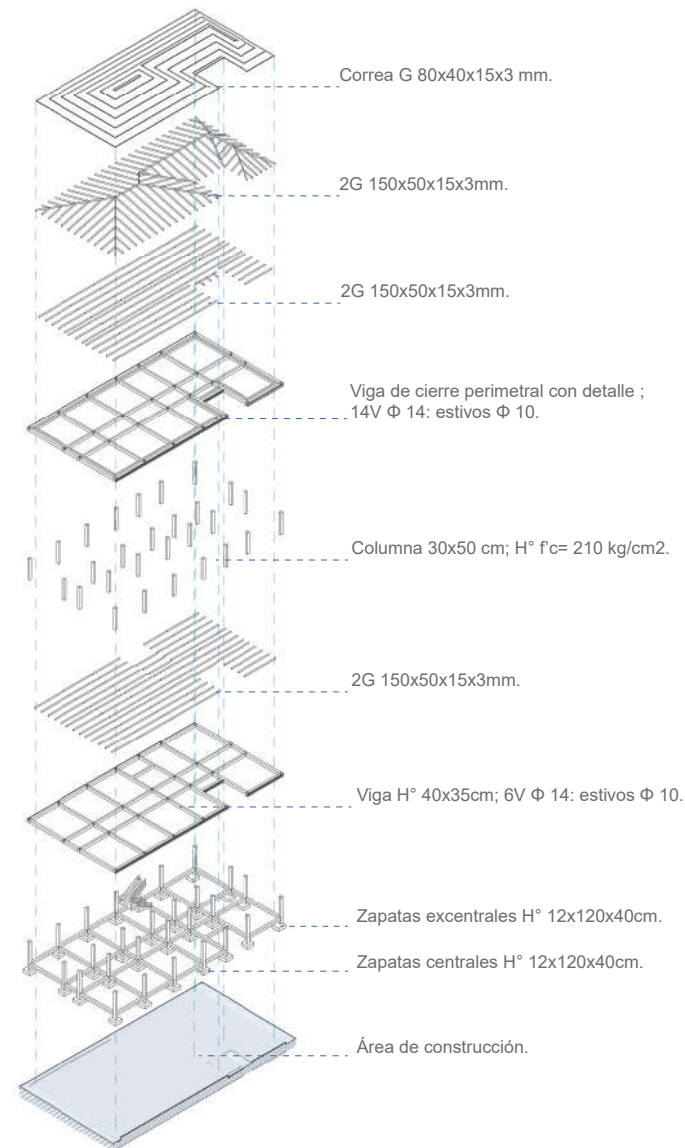 Correa G 80x40x15x3 mm.
2G 150x50x15x3mm.
2G 150x50x15x3mm.
Viga de cierre perimetral con detalle ;
14V Φ 14: estivos Φ 10.
Columna 30x50 cm; H° f'c= 210 kg/cm2.
2G 150x50x15x3mm.
Viga H° 40x35cm; 6V Φ 14: estivos Φ 10.
Zapatas excentrales H° 12x120x40cm.
Zapatas centrales H° 12x120x40cm.
Área de construcción.